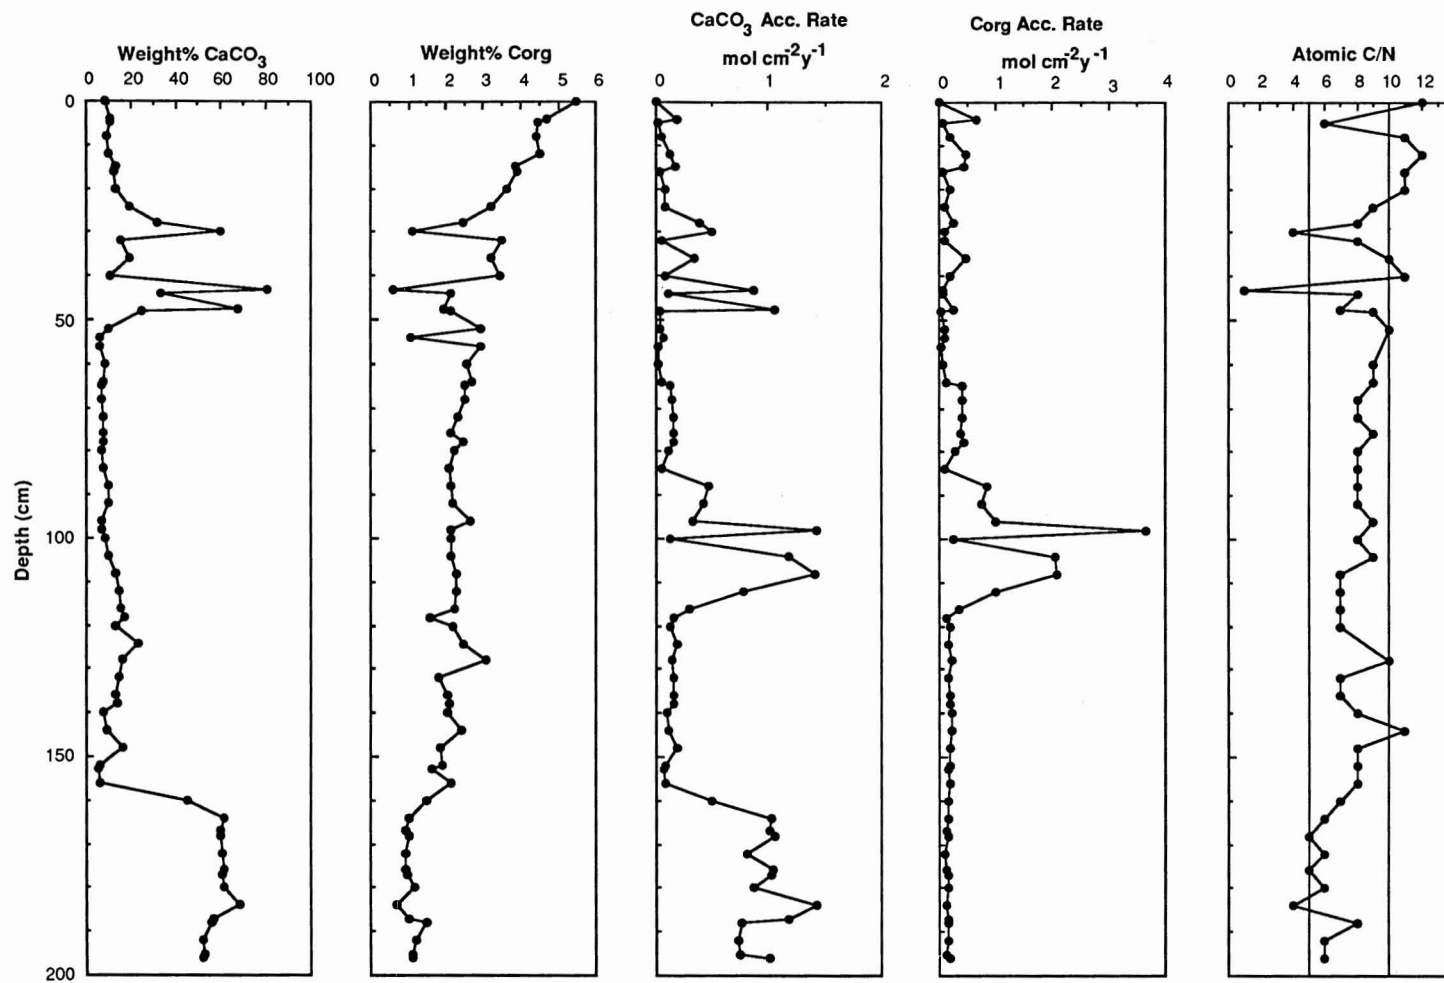 Weight% CaCO3
0 20 40 60 80 100
Weight% Corg
0 1 2 3 4 5 6
CaCO3 Acc. Rate
mol cm-2y-1
0 1 2
Corg Acc. Rate
mol cm-2y-1
0 1 2 3 4
Atomic C/N
0 2 4 6 8 10 12
Depth (cm)
0
50
100
150
200